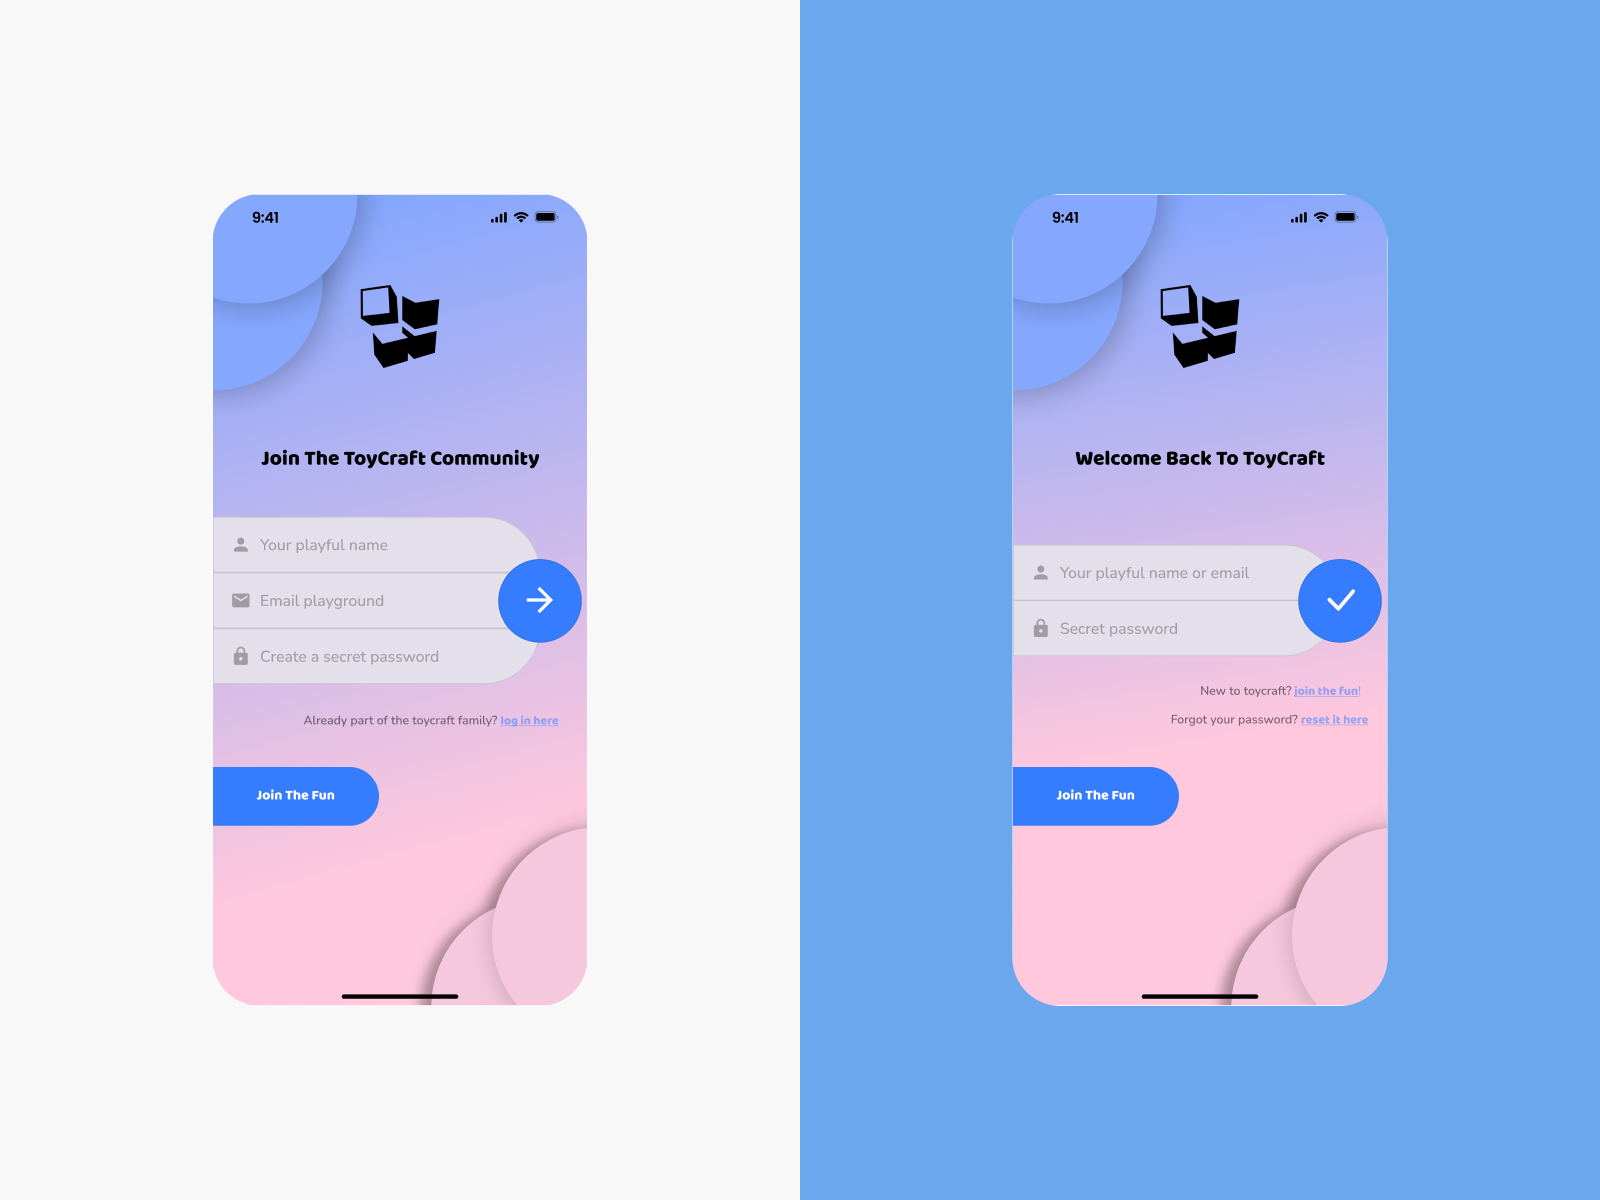 9:41
Join The ToyCraft Community
Your playful name
Email playground
Create a secret password
Already part of the toycraft family? log in here
Join The Fun
9:41
Welcome Back To ToyCraft
Your playful name or email
Secret password
New to toycraft? join the fun!
Forgot your password? reset it here
Join The Fun